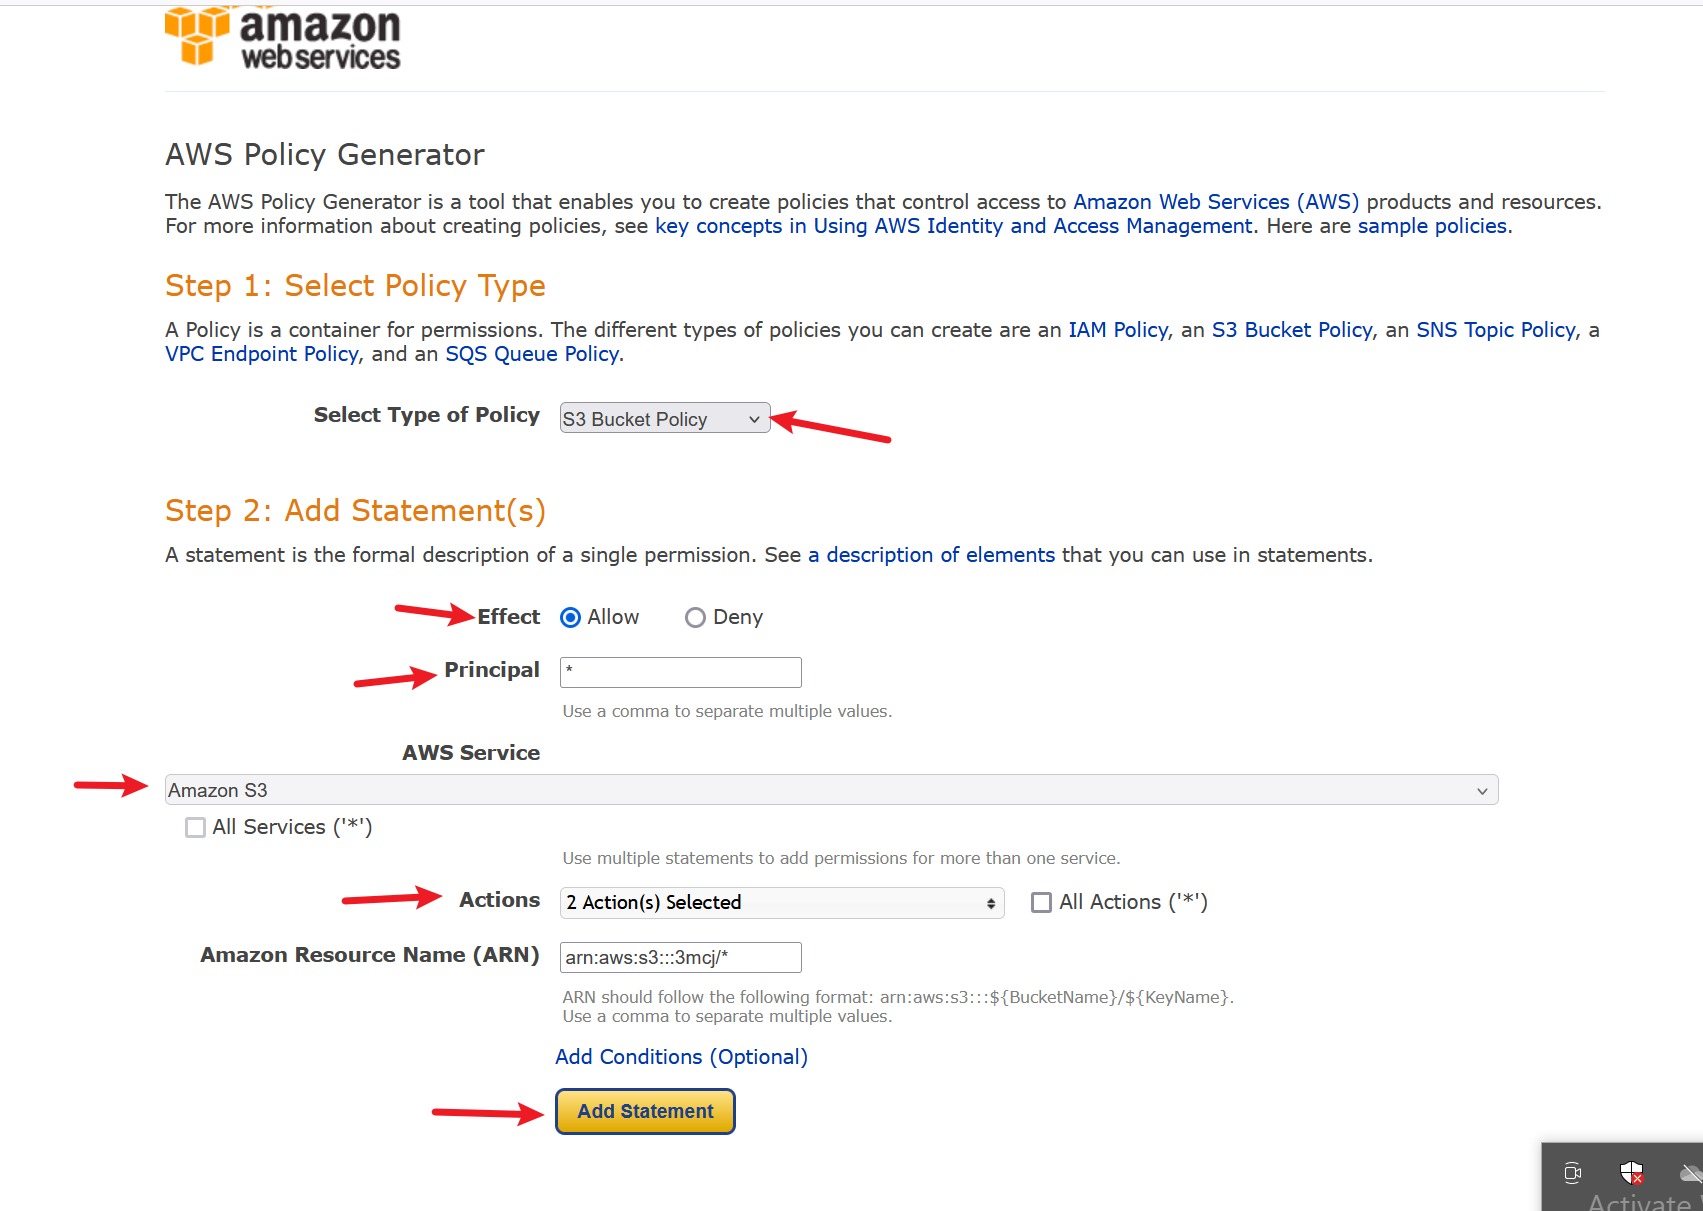 amazon
webservices
AWS Policy Generator
The AWS Policy Generator is a tool that enables you to create policies that control access to Amazon Web Services (AWS) products and resources.
For more information about creating policies, see key concepts in Using AWS Identity and Access Management. Here are sample policies.
Step 1: Select Policy Type
A Policy is a container for permissions. The different types of policies you can create are an IAM Policy, an S3 Bucket Policy, an SNS Topic Policy, a
VPC Endpoint Policy, and an SQS Queue Policy.
Select Type of Policy S3 Bucket Policy
Step 2: Add Statement(s)
A statement is the formal description of a single permission. See a description of elements that you can use in statements.
Effect Allow Deny
Principal *
Use a comma to separate multiple values.
AWS Service
Amazon S3
All Services ('*')
Use multiple statements to add permissions for more than one service.
Actions 2 Action(s) Selected All Actions ('*')
Amazon Resource Name (ARN) arn:aws:s3:::3mcj/*
ARN should follow the following format: arn:aws:s3:::${BucketName}/${KeyName}.
Use a comma to separate multiple values.
Add Conditions (Optional)
Add Statement
Activate